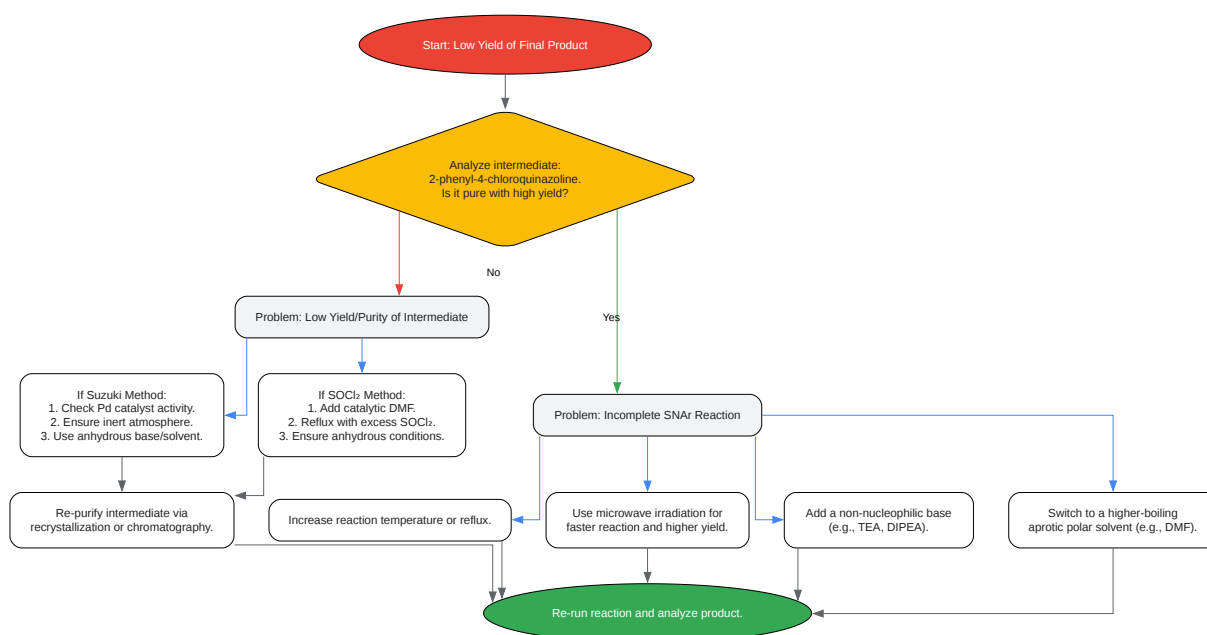 Start: Low Yield of Final Product
Analyze intermediate:
2-phenyl-4-chloroquinazoline.
Is it pure with high yield?
No
Problem: Low Yield/Purity of Intermediate
Yes
If Suzuki Method:
1. Check Pd catalyst activity.
2. Ensure inert atmosphere.
3. Use anhydrous base/solvent.
If SOCl₂ Method:
1. Add catalytic DMF.
2. Reflux with excess SOCl₂.
3. Ensure anhydrous conditions.
Problem: Incomplete SNAr Reaction
Re-purify intermediate via
recrystallization or chromatography.
Increase reaction temperature or reflux.
Use microwave irradiation for
faster reaction and higher yield.
Add a non-nucleophilic base
(e.g., TEA, DIPEA).
Switch to a higher-boiling
aprotic polar solvent (e.g., DMF).
Re-run reaction and analyze product.